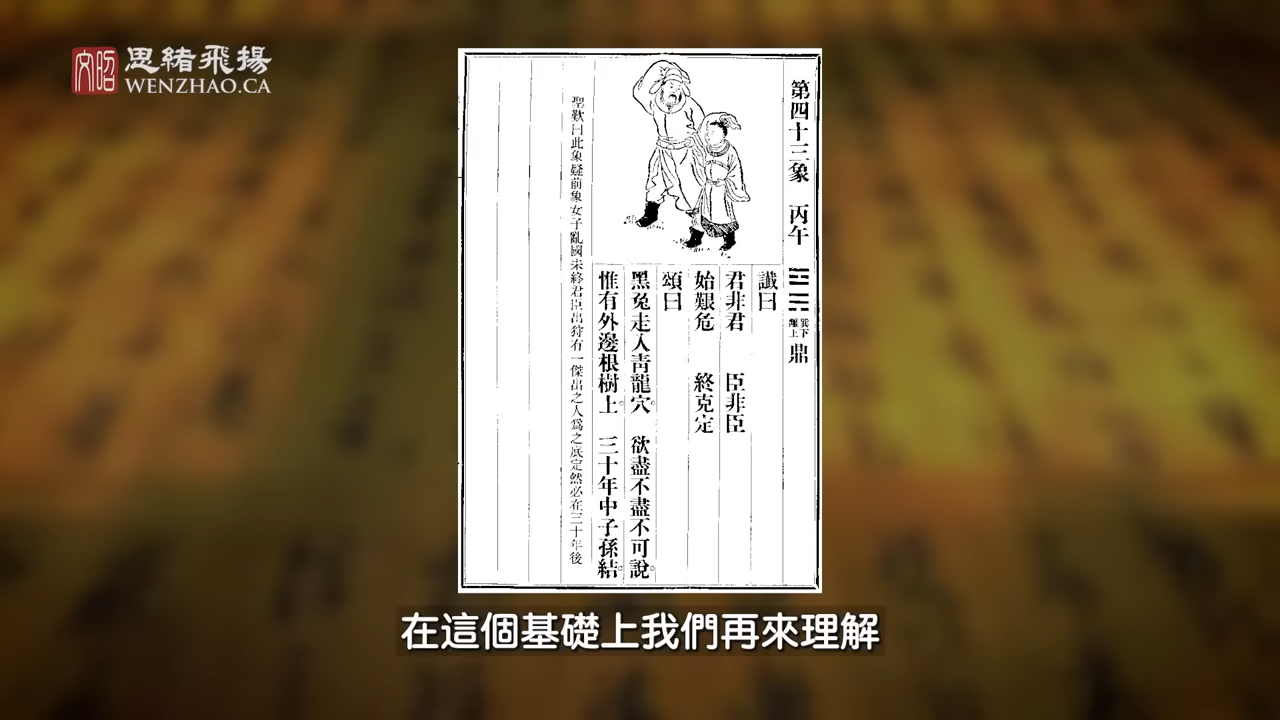 文昭
思緒飛揚
WENZHAO.CA
第四十三象 丙午
巽下
離上
鼎
讖曰
君非君 臣非臣
始艱危 終克定
頌曰
黑兔走入青龍穴。 欲盡不盡不可說。
惟有外邊根樹上。 三十年中子孫結。
聖歎曰此象疑前象女子亂國未終君臣出狩有一傑出之人為之底定然必在三十年後
在這個基礎上我們再來理解